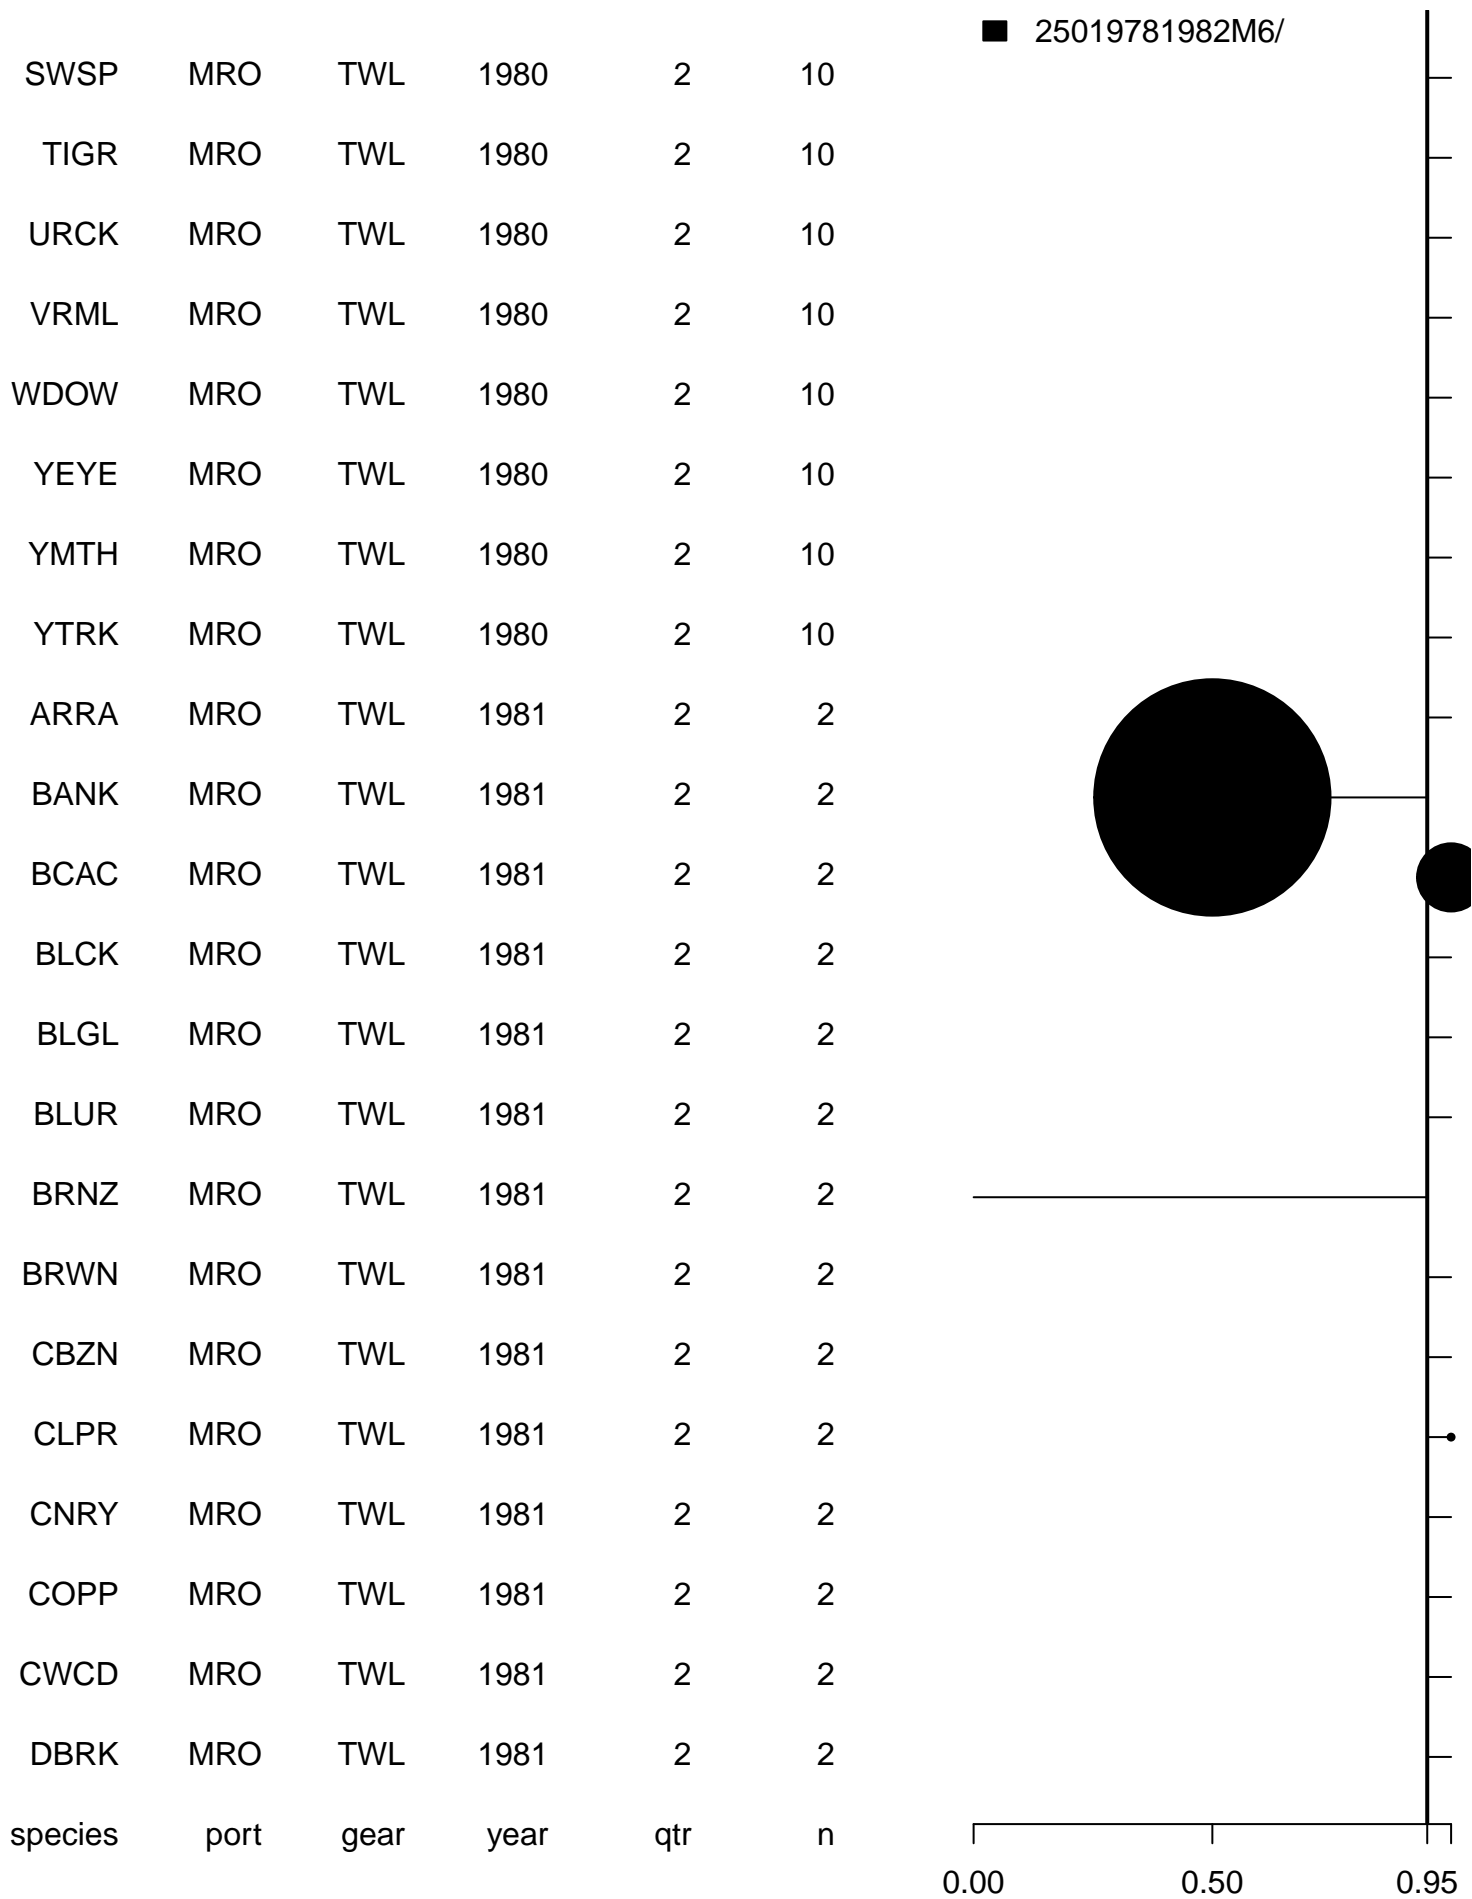 25019781982M6/
SWSP MRO TWL 1980 2 10
TIGR MRO TWL 1980 2 10
URCK MRO TWL 1980 2 10
VRML MRO TWL 1980 2 10
WDOW MRO TWL 1980 2 10
YEYE MRO TWL 1980 2 10
YMTH MRO TWL 1980 2 10
YTRK MRO TWL 1980 2 10
ARRA MRO TWL 1981 2 2
BANK MRO TWL 1981 2 2
BCAC MRO TWL 1981 2 2
BLCK MRO TWL 1981 2 2
BLGL MRO TWL 1981 2 2
BLUR MRO TWL 1981 2 2
BRNZ MRO TWL 1981 2 2
BRWN MRO TWL 1981 2 2
CBZN MRO TWL 1981 2 2
CLPR MRO TWL 1981 2 2
CNRY MRO TWL 1981 2 2
COPP MRO TWL 1981 2 2
CWCD MRO TWL 1981 2 2
DBRK MRO TWL 1981 2 2
species port gear year qtr n
0.00 0.50 0.95